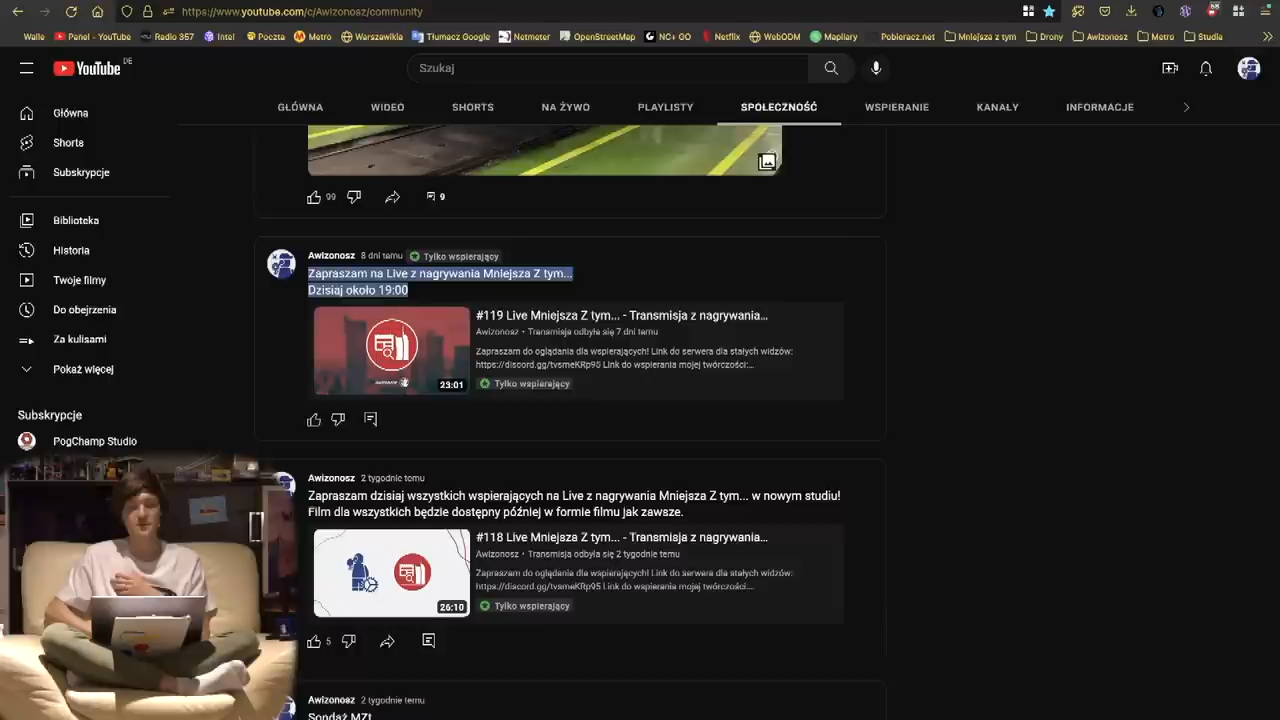 https://www.youtube.com/c/Awizonosz/community
Walle
Panel - YouTube
Radio 357
Intel
Poczta
Metro
Warszawikia
Tłumacz Google
Netmeter
OpenStreetMap
NC+ GO
Netflix
WebODM
Mapilary
Pobieracz.net
Mniejsza z tym
Drony
Awizonosz
Metro
Studia
YouTube DE
Szukaj
GŁÓWNA
WIDEO
SHORTS
NA ŻYWO
PLAYLISTY
SPOŁECZNOŚĆ
WSPIERANIE
KANAŁY
INFORMACJE
Główna
Shorts
Subskrypcje
Biblioteka
Historia
Twoje filmy
Do obejrzenia
Za kulisami
Pokaż więcej
Subskrypcje
PogChamp Studio
99
9
Awizonosz 8 dni temu Tylko wspierający
Zapraszam na Live z nagrywania Mniejsza Z tym...
Dzisiaj około 19:00
#119 Live Mniejsza Z tym... - Transmisja z nagrywania...
Awizonosz • Transmisja odbyła się 7 dni temu
Zapraszam do oglądania dla wspierających! Link do serwera dla stałych widzów:
https://discord.gg/tvsmeKRp95 Link do wspierania mojej twórczości:...
Tylko wspierający
23:01
Awizonosz 2 tygodnie temu
Zapraszam dzisiaj wszystkich wspierających na Live z nagrywania Mniejsza Z tym... w nowym studiu!
Film dla wszystkich będzie dostępny później w formie filmu jak zawsze.
#118 Live Mniejsza Z tym... - Transmisja z nagrywania...
Awizonosz • Transmisja odbyła się 2 tygodnie temu
Zapraszam do oglądania dla wspierających! Link do serwera dla stałych widzów:
https://discord.gg/tvsmeKRp95 Link do wspierania mojej twórczości:...
Tylko wspierający
26:10
5
Awizonosz 2 tygodnie temu
Sondaż MZt